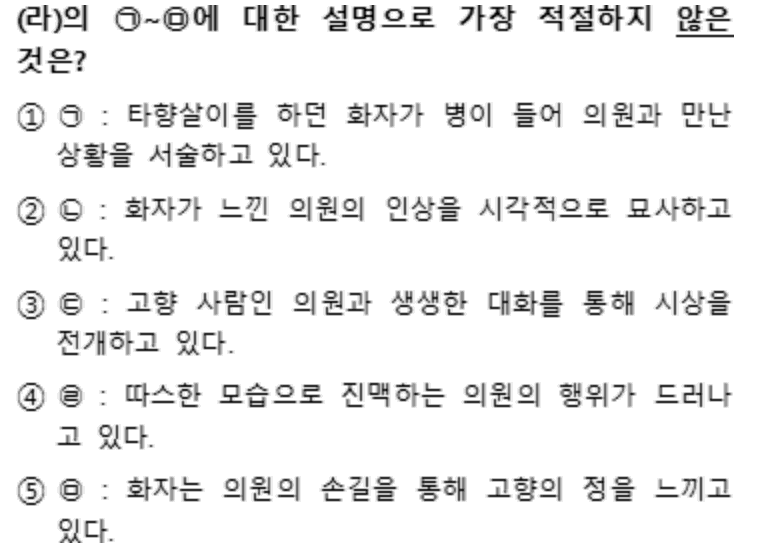 (라)의 ㉠~㉤에 대한 설명으로 가장 적절하지 않은
것은?
① ㉠ : 타향살이를 하던 화자가 병이 들어 의원과 만난
상황을 서술하고 있다.
② ㉡ : 화자가 느낀 의원의 인상을 시각적으로 묘사하고
있다.
③ ㉢ : 고향 사람인 의원과 생생한 대화를 통해 시상을
전개하고 있다.
④ ㉣ : 따스한 모습으로 진맥하는 의원의 행위가 드러나
고 있다.
⑤ ㉤ : 화자는 의원의 손길을 통해 고향의 정을 느끼고
있다.